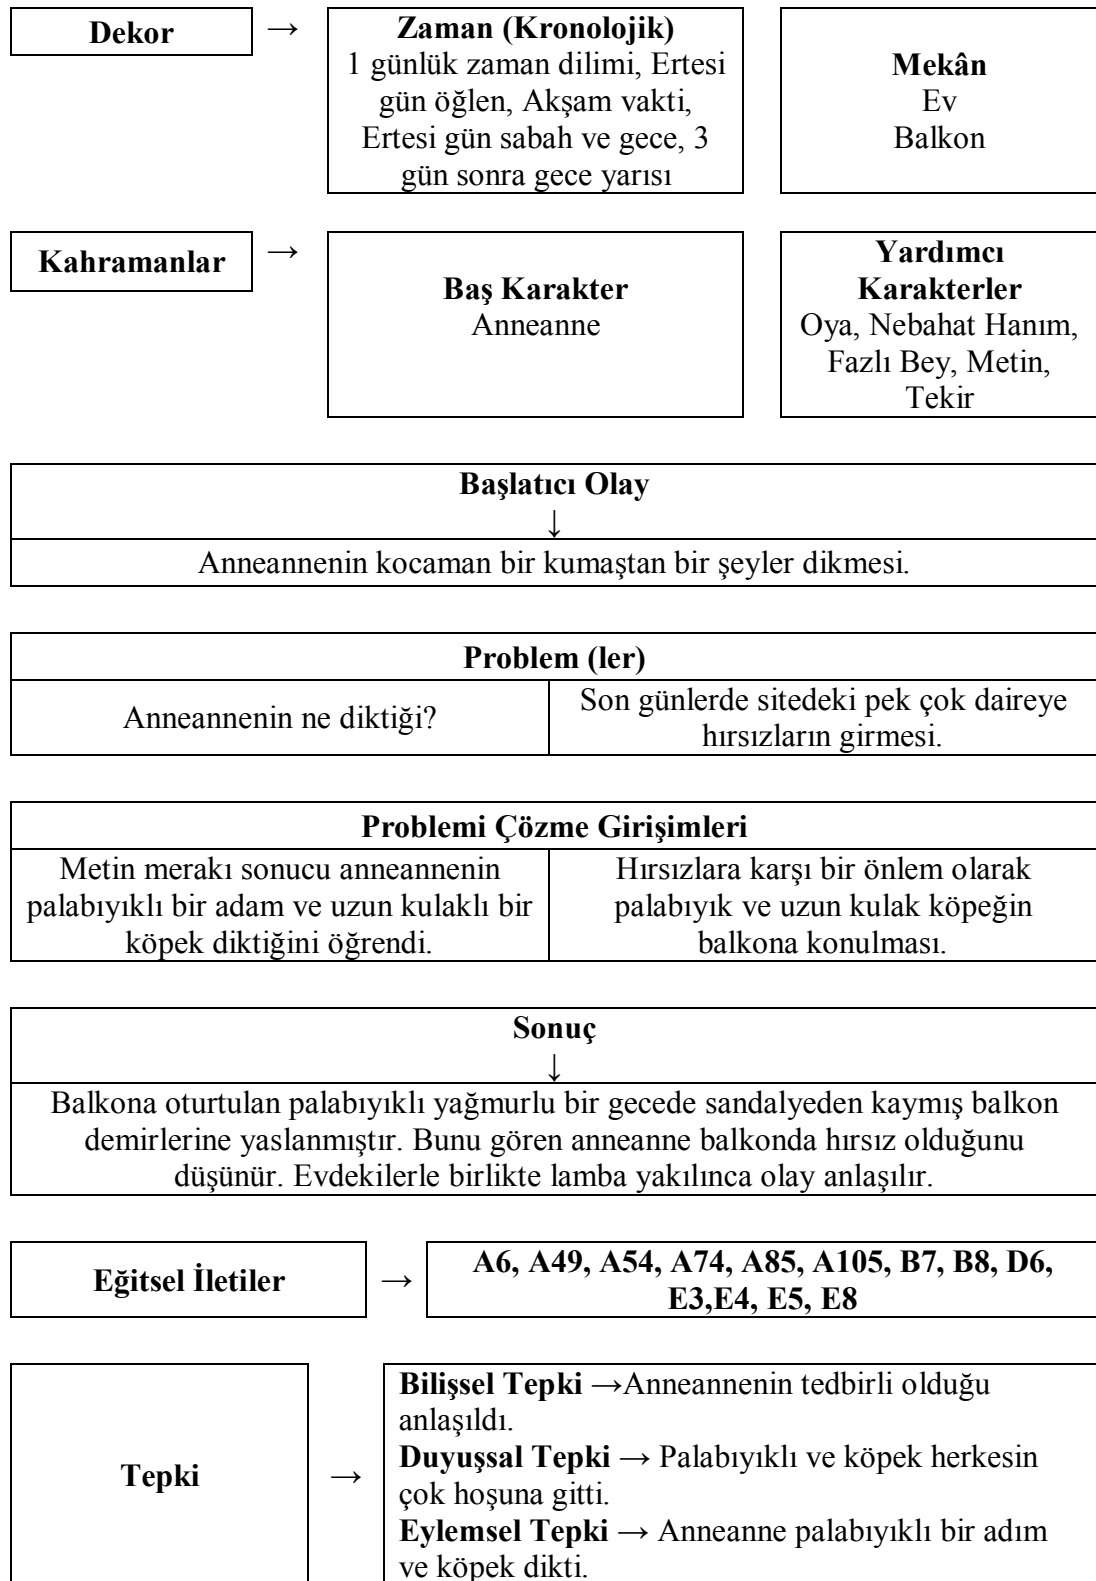 Dekor
→
Zaman (Kronolojik)
1 günlük zaman dilimi, Ertesi
gün öğlen, Akşam vakti,
Ertesi gün sabah ve gece, 3
gün sonra gece yarısı
Mekân
Ev
Balkon
Kahramanlar
→
Baş Karakter
Anneanne
Yardımcı
Karakterler
Oya, Nebahat Hanım,
Fazlı Bey, Metin,
Tekir
Başlatıcı Olay
↓
Anneannenin kocaman bir kumaştan bir şeyler dikmesi.
Problem (ler)
Anneannenin ne diktiği?
Son günlerde sitedeki pek çok daireye
hırsızların girmesi.
Problemi Çözme Girişimleri
Metin merakı sonucu anneannenin
palabıyıklı bir adam ve uzun kulaklı bir
köpek diktiğini öğrendi.
Hırsızlara karşı bir önlem olarak
palabıyık ve uzun kulak köpeğin
balkona konulması.
Sonuç
↓
Balkona oturtulan palabıyıklı yağmurlu bir gecede sandalyeden kaymış balkon
demirlerine yaslanmıştır. Bunu gören anneanne balkonda hırsız olduğunu
düşünür. Evdekilerle birlikte lamba yakılınca olay anlaşılır.
Eğitsel İletiler
→
A6, A49, A54, A74, A85, A105, B7, B8, D6,
E3,E4, E5, E8
Tepki
→
Bilişsel Tepki →Anneannenin tedbirli olduğu
anlaşıldı.
Duyuşsal Tepki → Palabıyıklı ve köpek herkesin
çok hoşuna gitti.
Eylemsel Tepki → Anneanne palabıyıklı bir adım
ve köpek dikti.